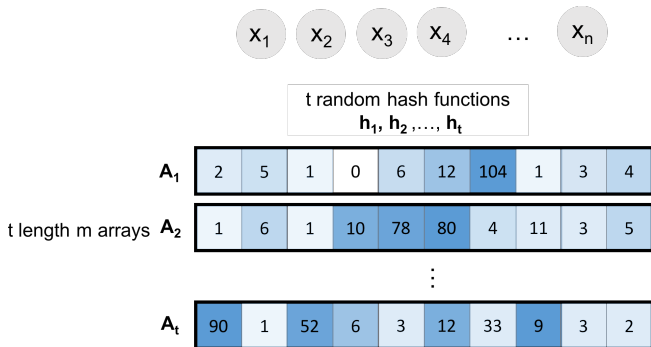 x1 x2 x3 x4 … xn
t random hash functions
h1, h2 ,…, ht
A1 2 5 1 0 6 12 104 1 3 4
t length m arrays A2 1 6 1 10 78 80 4 11 3 5
⋮
At 90 1 52 6 3 12 33 9 3 2